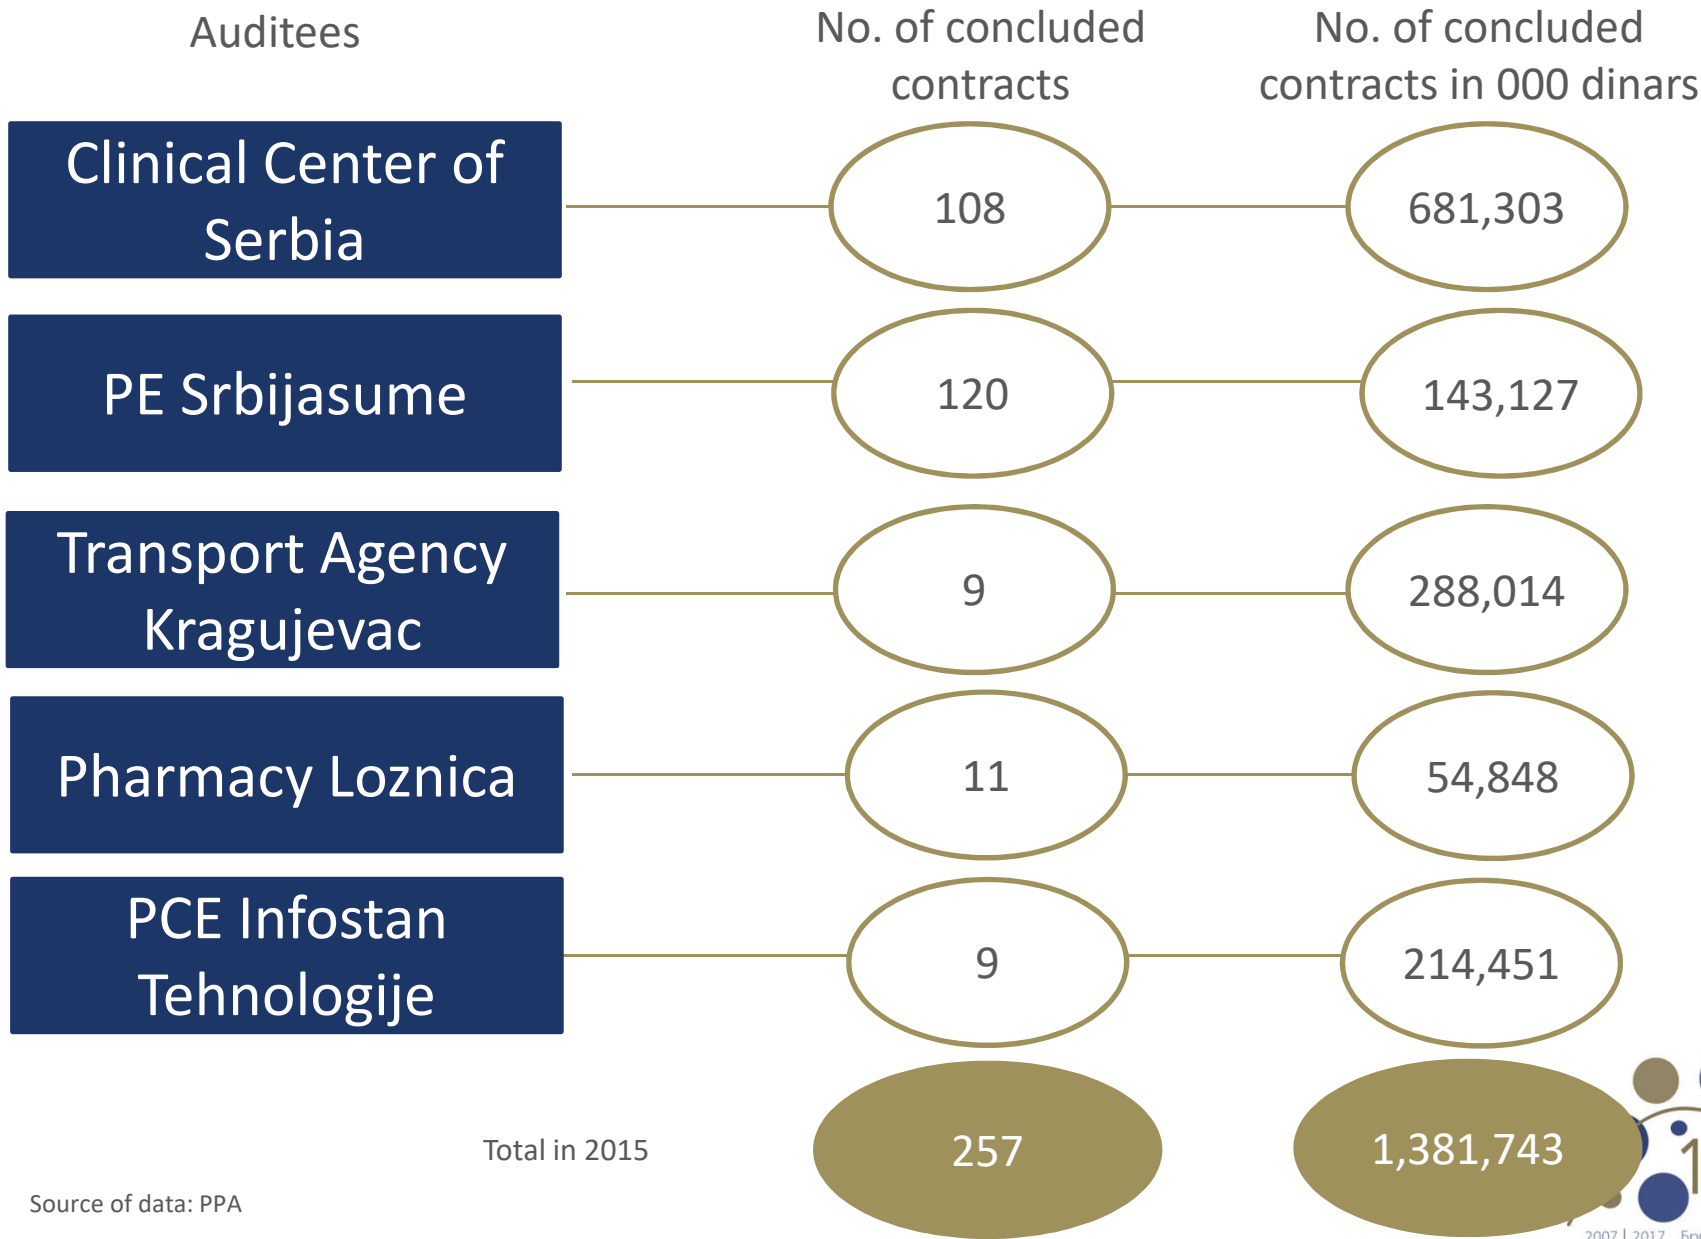 Auditees
No. of concluded
contracts
No. of concluded
contracts in 000 dinars
Clinical Center of
Serbia
108
681,303
PE Srbijasume
120
143,127
Transport Agency
Kragujevac
9
288,014
Pharmacy Loznica
11
54,848
PCE Infostan
Tehnologije
9
214,451
Total in 2015
257
1,381,743
Source of data: PPA
2007 | 2017